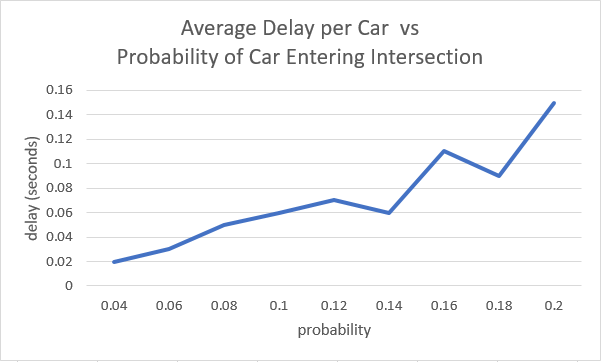 Average Delay per Car  vs
Probability of Car Entering Intersection
0.16
0.14
0.12
0.1
0.08
0.06
0.04
0.02
0
delay (seconds)
0.04 0.06 0.08 0.1 0.12 0.14 0.16 0.18 0.2
probability